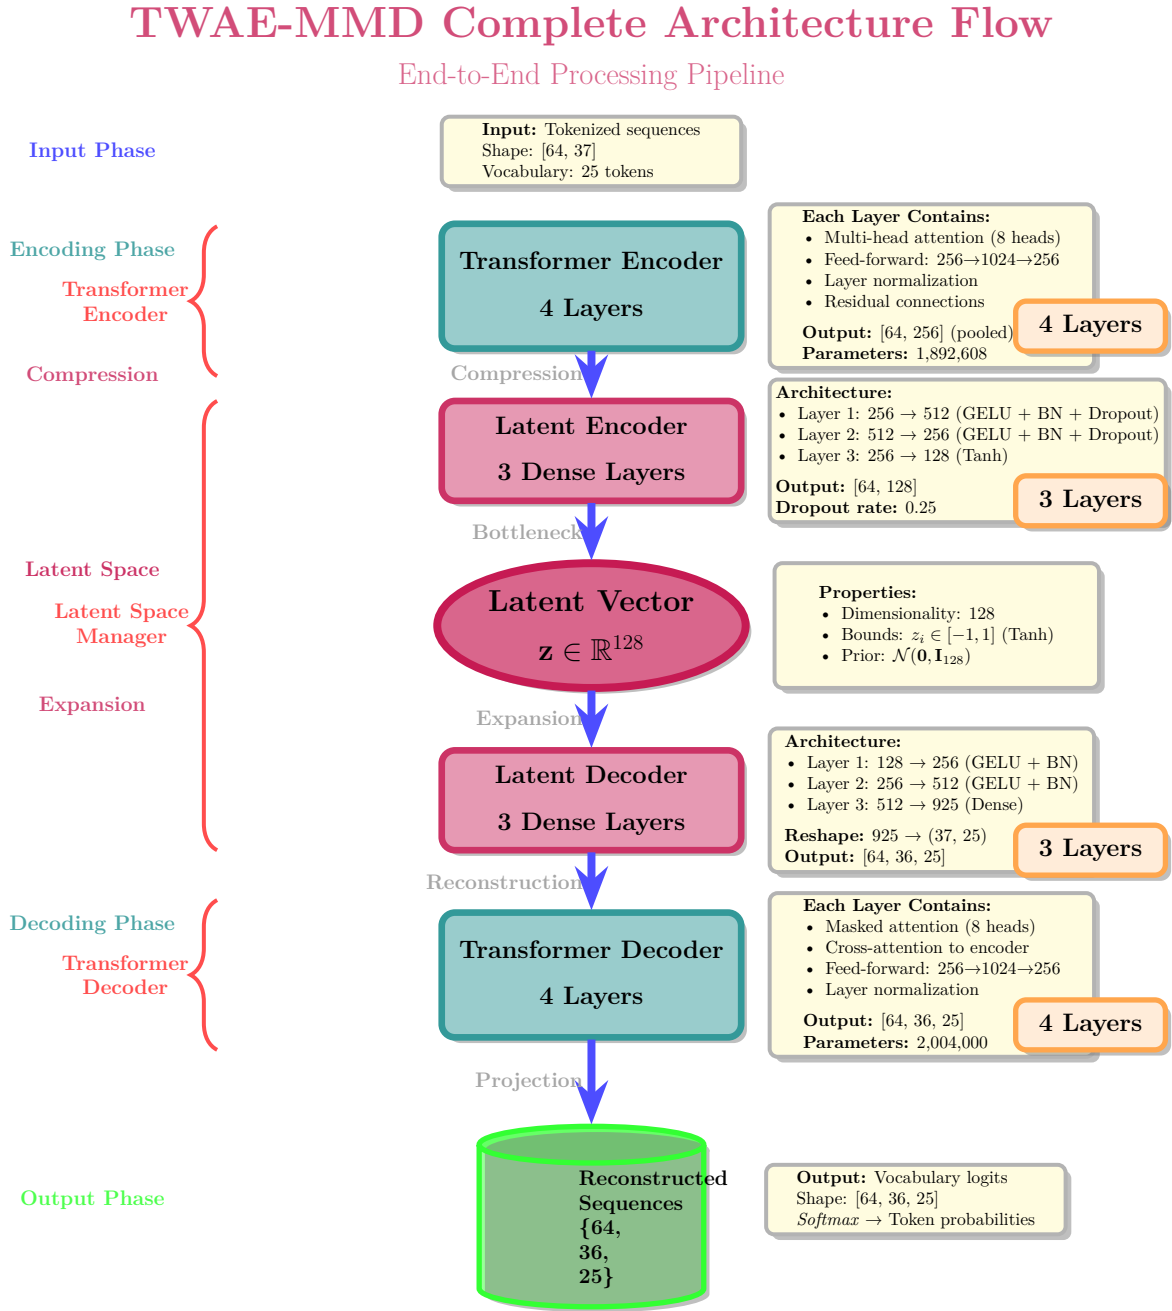 TWAE-MMD Complete Architecture Flow
End-to-End Processing Pipeline
Input Phase
Input: Tokenized sequences
Shape: [64, 37]
Vocabulary: 25 tokens
Encoding Phase
Transformer
Encoder
Transformer Encoder
4 Layers
Each Layer Contains:
• Multi-head attention (8 heads)
• Feed-forward: 256→1024→256
• Layer normalization
• Residual connections
Output: [64, 256] (pooled)
Parameters: 1,892,608
4 Layers
Compression
Compression
Latent Encoder
3 Dense Layers
Architecture:
• Layer 1: 256 → 512 (GELU + BN + Dropout)
• Layer 2: 512 → 256 (GELU + BN + Dropout)
• Layer 3: 256 → 128 (Tanh)
Output: [64, 128]
Dropout rate: 0.25
3 Layers
Bottleneck
Latent Space
Latent Space
Manager
Latent Vector
z ∈ ℝ¹²⁸
Properties:
• Dimensionality: 128
• Bounds: zᵢ ∈ [−1, 1] (Tanh)
• Prior: 𝒩(0, I₁₂₈)
Expansion
Expansion
Latent Decoder
3 Dense Layers
Architecture:
• Layer 1: 128 → 256 (GELU + BN)
• Layer 2: 256 → 512 (GELU + BN)
• Layer 3: 512 → 925 (Dense)
Reshape: 925 → (37, 25)
Output: [64, 36, 25]
3 Layers
Reconstruction
Decoding Phase
Transformer
Decoder
Transformer Decoder
4 Layers
Each Layer Contains:
• Masked attention (8 heads)
• Cross-attention to encoder
• Feed-forward: 256→1024→256
• Layer normalization
Output: [64, 36, 25]
Parameters: 2,004,000
4 Layers
Projection
Output Phase
Reconstructed
Sequences
{64,
36,
25}
Output: Vocabulary logits
Shape: [64, 36, 25]
Softmax → Token probabilities